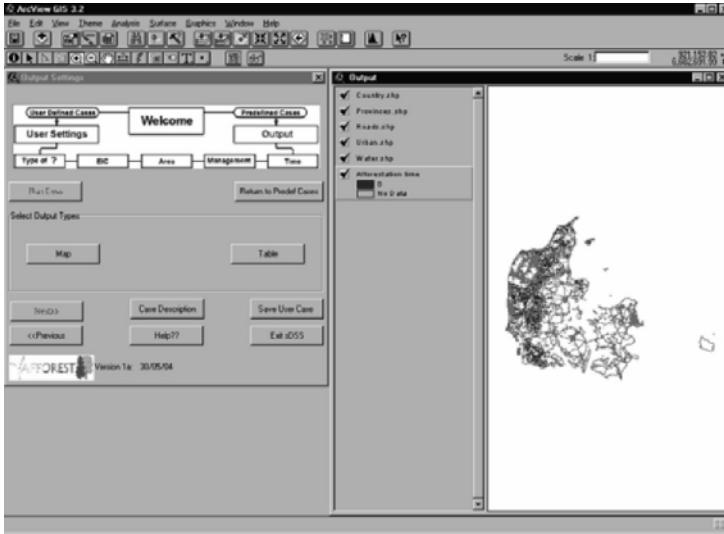 ArcView GIS 3.2
File Edit View Theme Analysis Surface Graphics Window Help
Scale 1:
Output Settings
User Defined Cases
Welcome
Predefined Cases
User Settings
Output
Type of ?
EIC
Area
Management
Time
Return to Predef Cases
Select Output Types
Map
Table
Next>>
Case Description
Save User Case
<<Previous
Help??
Exit sDSS
AFFOREST
Version 1a: 30/05/04
Output
Country.shp
Provinces.shp
Roads.shp
Urban.shp
Water.shp
Afforestation time
0
No Data